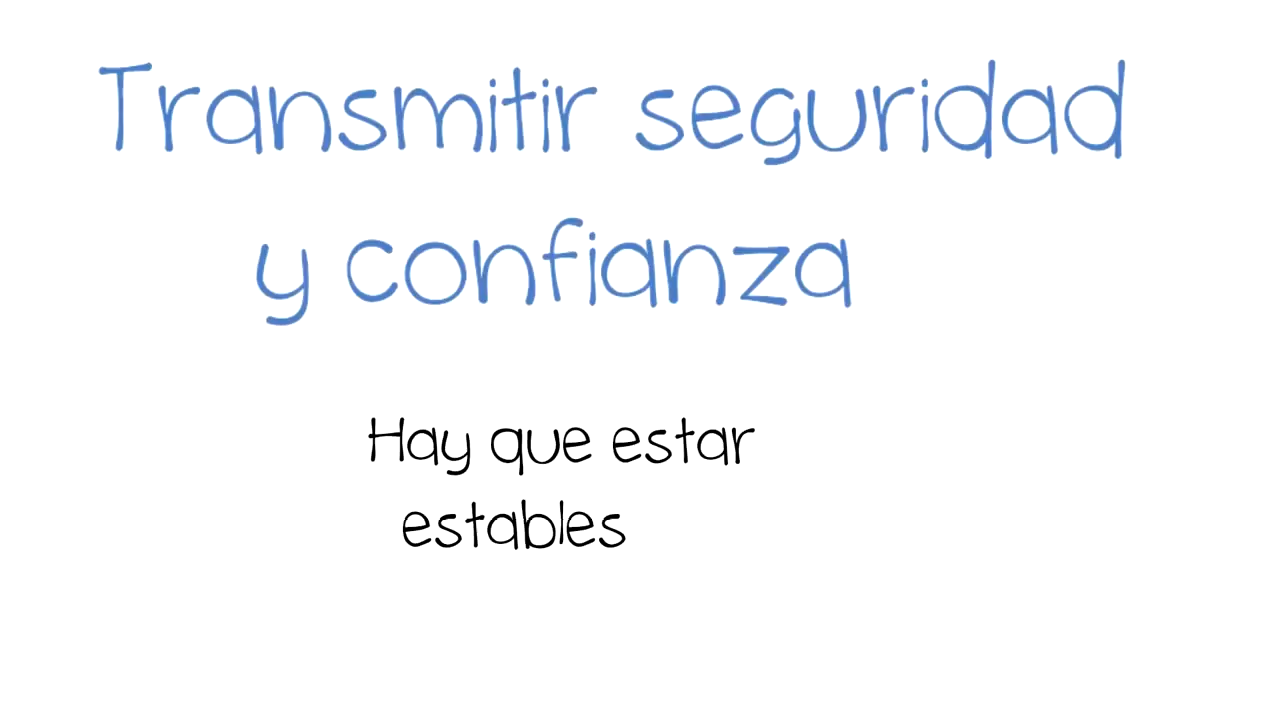 Transmitir seguridad
y confianza
Hay que estar
estables